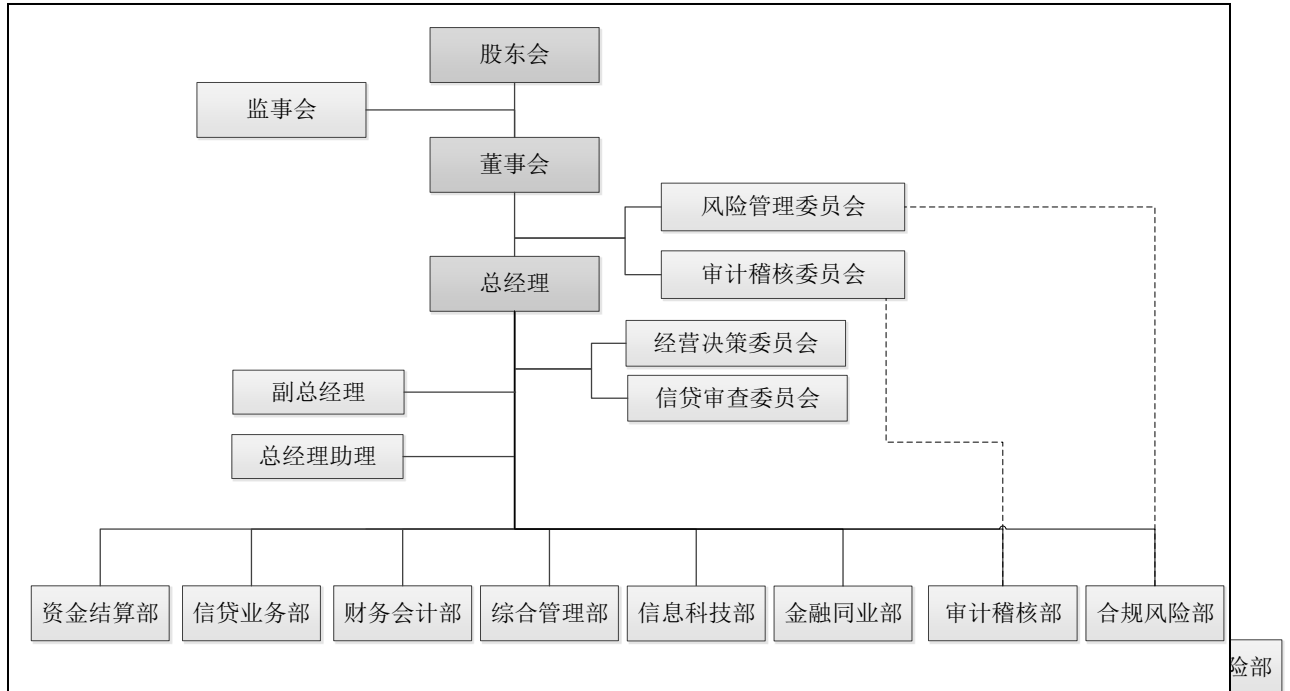 股东会
监事会
董事会
风险管理委员会
审计稽核委员会
总经理
经营决策委员会
信贷审查委员会
副总经理
总经理助理
资金结算部
信贷业务部
财务会计部
综合管理部
信息科技部
金融同业部
审计稽核部
合规风险部
险部